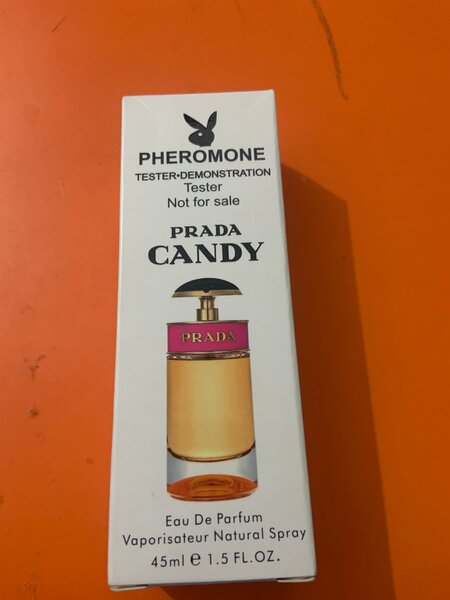 PHEROMONE
TESTER•DEMONSTRATION
Tester
Not for sale
PRADA
CANDY
PRADA
Eau De Parfum
Vaporisateur Natural Spray
45ml ℮ 1.5 FL.OZ.